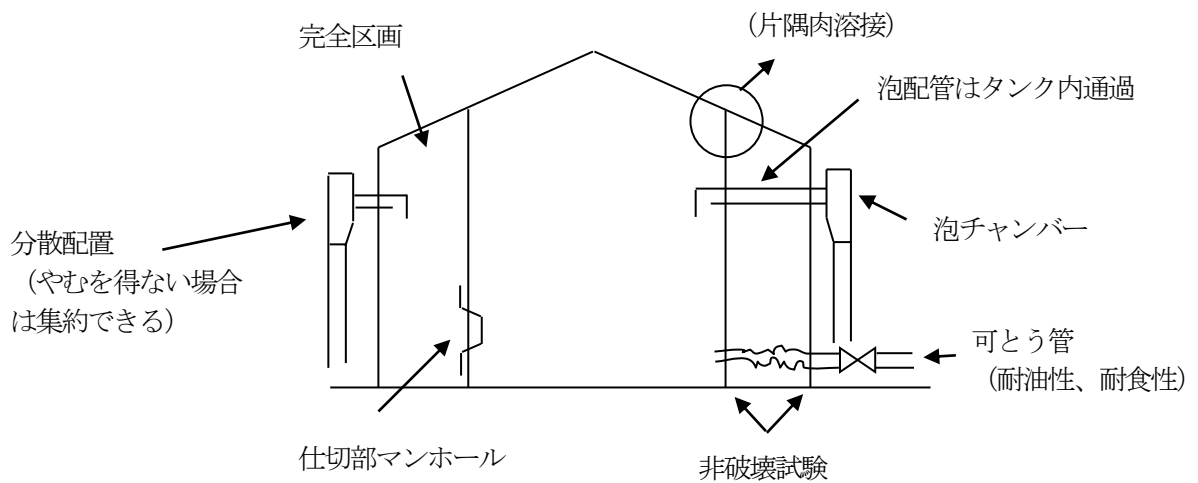 完全区画
（片隅肉溶接）
泡配管はタンク内通過
泡チャンバー
分散配置
（やむを得ない場合
は集約できる）
可とう管
（耐油性、耐食性）
仕切部マンホール
非破壊試験